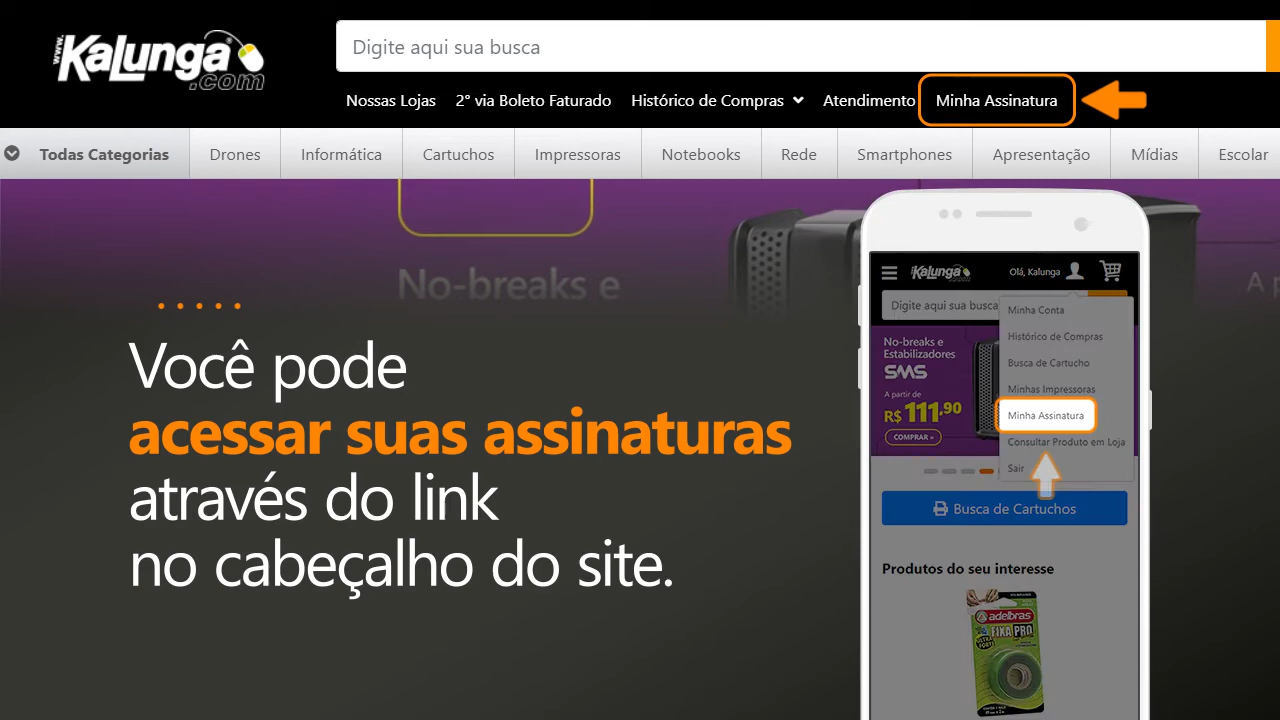 www.Kalunga.com
Digite aqui sua busca
Nossas Lojas 2° via Boleto Faturado Histórico de Compras Atendimento Minha Assinatura
Todas Categorias Drones Informática Cartuchos Impressoras Notebooks Rede Smartphones Apresentação Mídias Escolar
No-breaks e
A p
Você pode
acessar suas assinaturas
através do link
no cabeçalho do site.
Kalunga.com Olá, Kalunga
Digite aqui sua busca
Minha Conta
Histórico de Compras
Busca de Cartucho
Minhas Impressoras
Minha Assinatura
Consultar Produto em Loja
Sair
No-breaks e
Estabilizadores
SMS
A partir de
R$ 111,90
COMPRAR »
Busca de Cartuchos
Produtos do seu interesse
adelbras
FIXA PRO
ULTRA FORTE